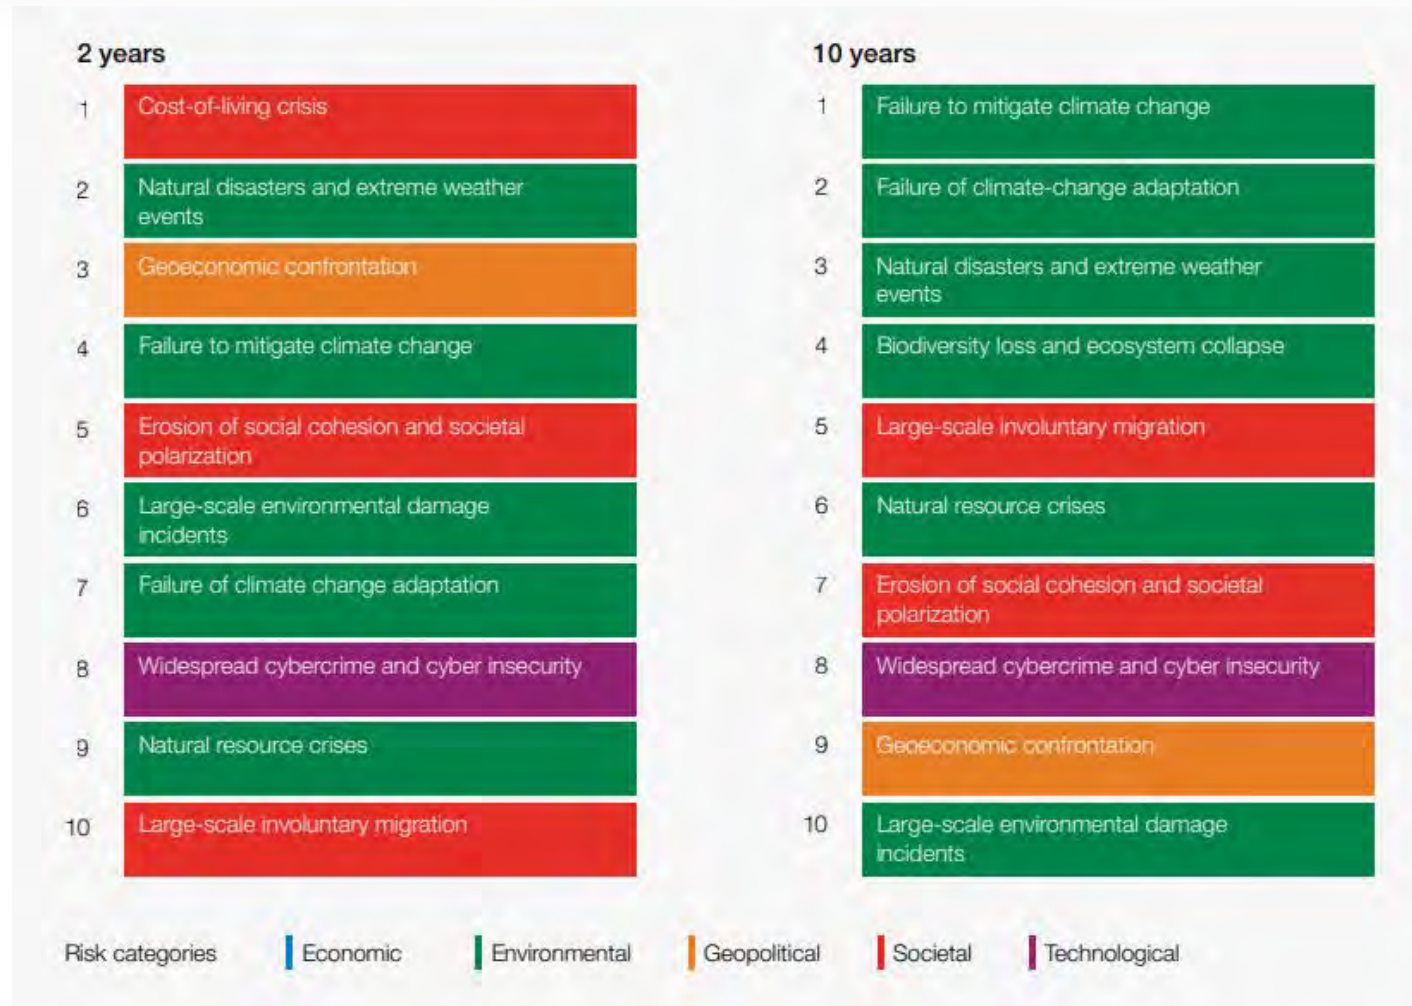 2 years
1
Cost-of-living crisis
2
Natural disasters and extreme weather
events
3
Geoeconomic confrontation
4
Failure to mitigate climate change
5
Erosion of social cohesion and societal
polarization
6
Large-scale environmental damage
incidents
7
Failure of climate change adaptation
8
Widespread cybercrime and cyber insecurity
9
Natural resource crises
10
Large-scale involuntary migration
10 years
1
Failure to mitigate climate change
2
Failure of climate-change adaptation
3
Natural disasters and extreme weather
events
4
Biodiversity loss and ecosystem collapse
5
Large-scale involuntary migration
6
Natural resource crises
7
Erosion of social cohesion and societal
polarization
8
Widespread cybercrime and cyber insecurity
9
Geoeconomic confrontation
10
Large-scale environmental damage
incidents
Risk categories Economic Environmental Geopolitical Societal Technological